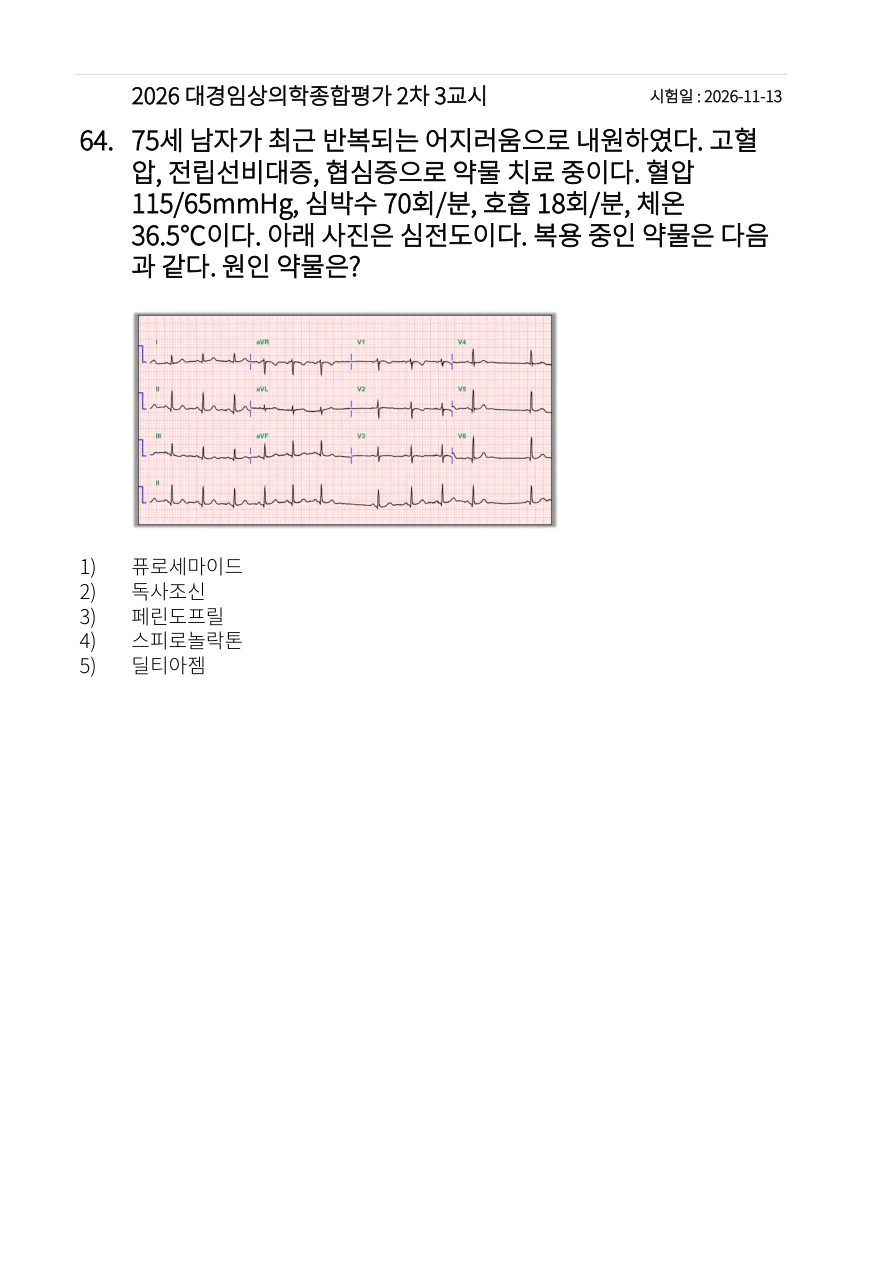 2026 대경임상의학종합평가 2차 3교시
시험일 : 2026-11-13
64. 75세 남자가 최근 반복되는 어지러움으로 내원하였다. 고혈
압, 전립선비대증, 협심증으로 약물 치료 중이다. 혈압
115/65mmHg, 심박수 70회/분, 호흡 18회/분, 체온
36.5℃이다. 아래 사진은 심전도이다. 복용 중인 약물은 다음
과 같다. 원인 약물은?
I aVR V1 V4
II aVL V2 V5
III aVF V3 V6
II
1) 퓨로세마이드
2) 독사조신
3) 페린도프릴
4) 스피로놀락톤
5) 딜티아젬